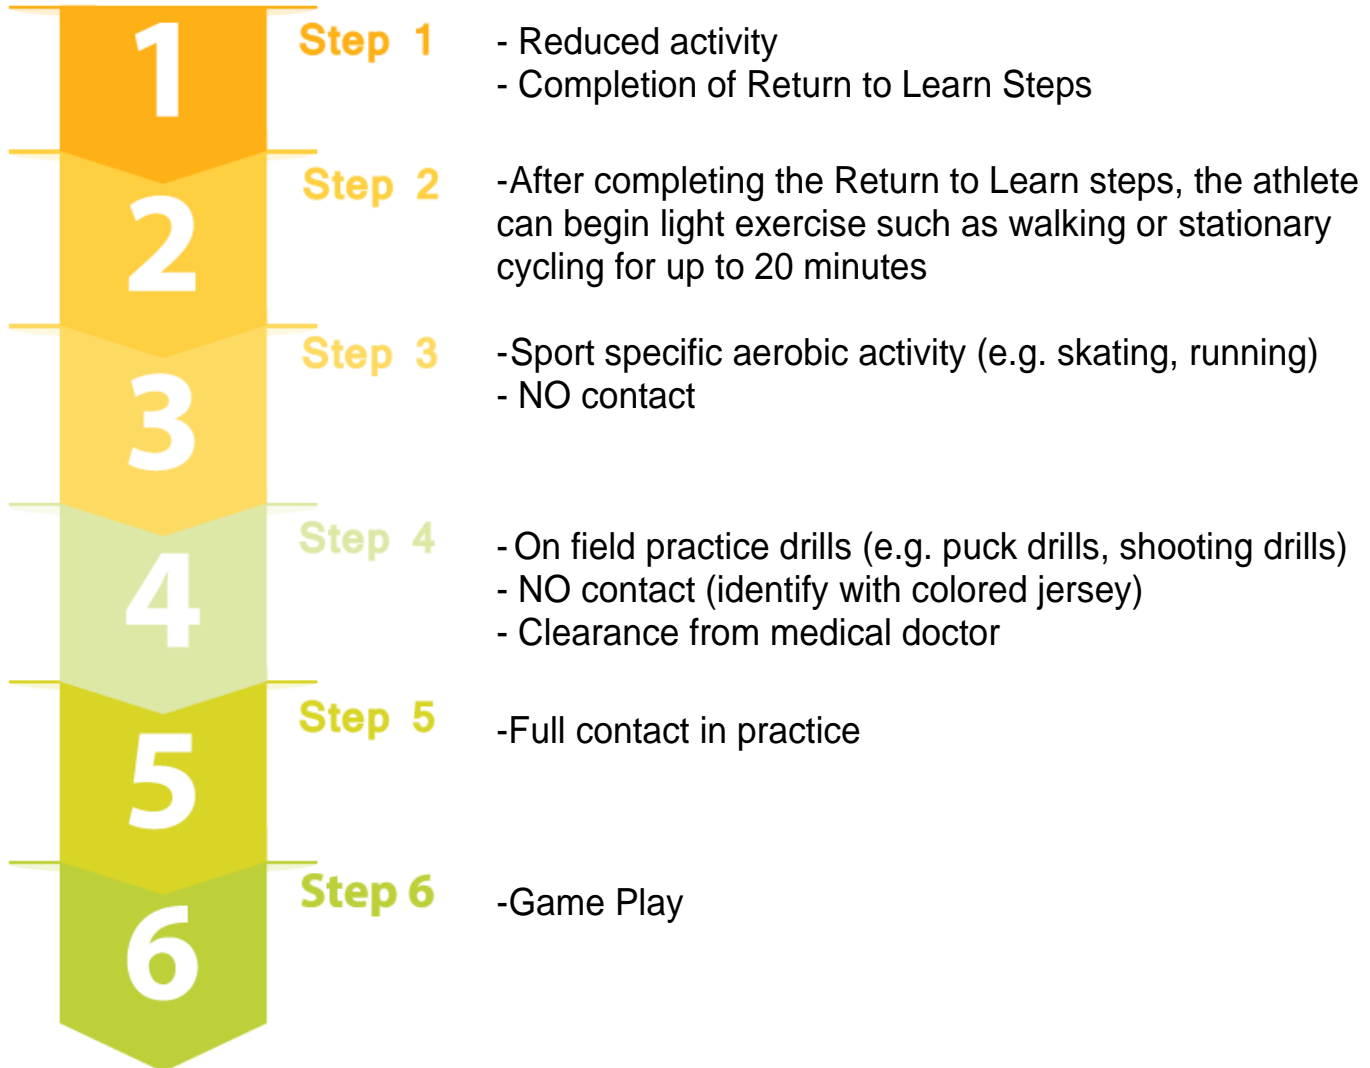 1
Step 1
- Reduced activity
- Completion of Return to Learn Steps
2
Step 2
-After completing the Return to Learn steps, the athlete
can begin light exercise such as walking or stationary
cycling for up to 20 minutes
3
Step 3
-Sport specific aerobic activity (e.g. skating, running)
- NO contact
4
Step 4
- On field practice drills (e.g. puck drills, shooting drills)
- NO contact (identify with colored jersey)
- Clearance from medical doctor
5
Step 5
-Full contact in practice
6
Step 6
-Game Play